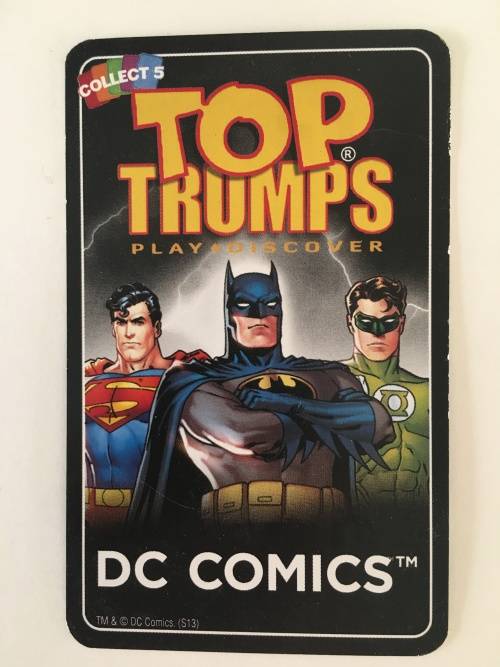 COLLECT 5
TOP
TRUMPS®
PLAY•DISCOVER
DC COMICS™
TM & © DC Comics. (S13)